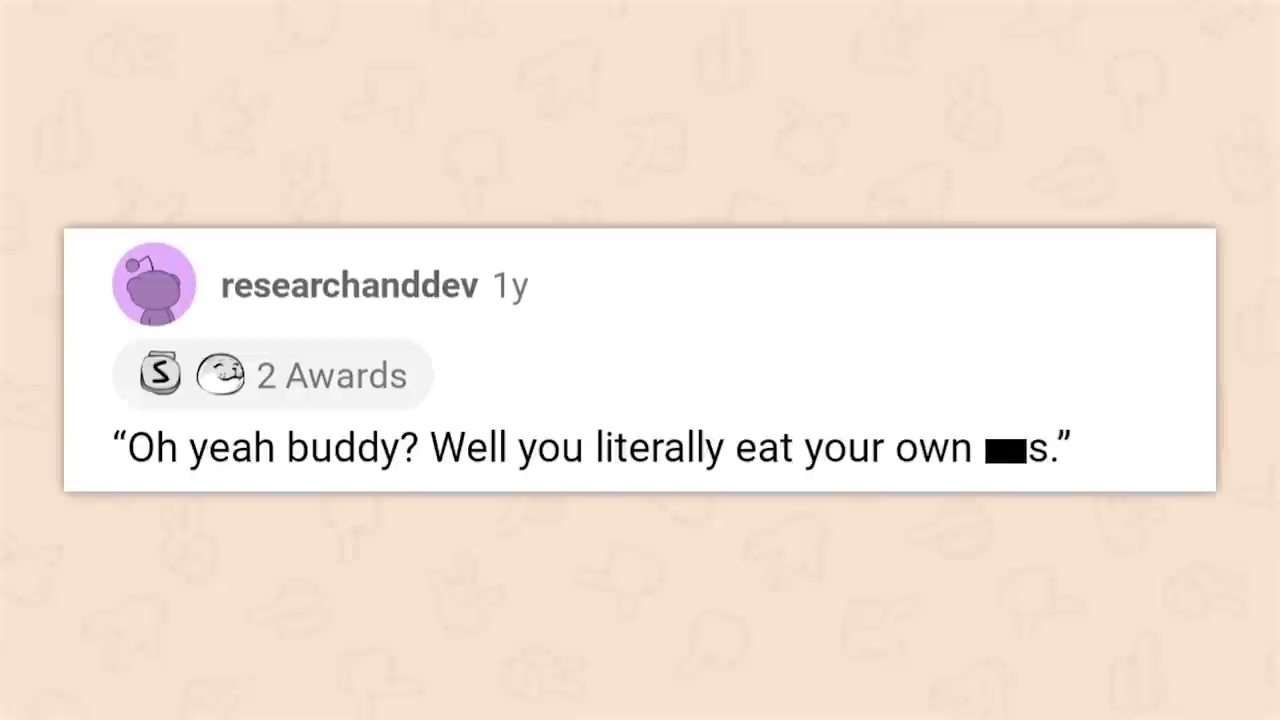 researchanddev 1y
S 2 Awards
“Oh yeah buddy? Well you literally eat your own s.”